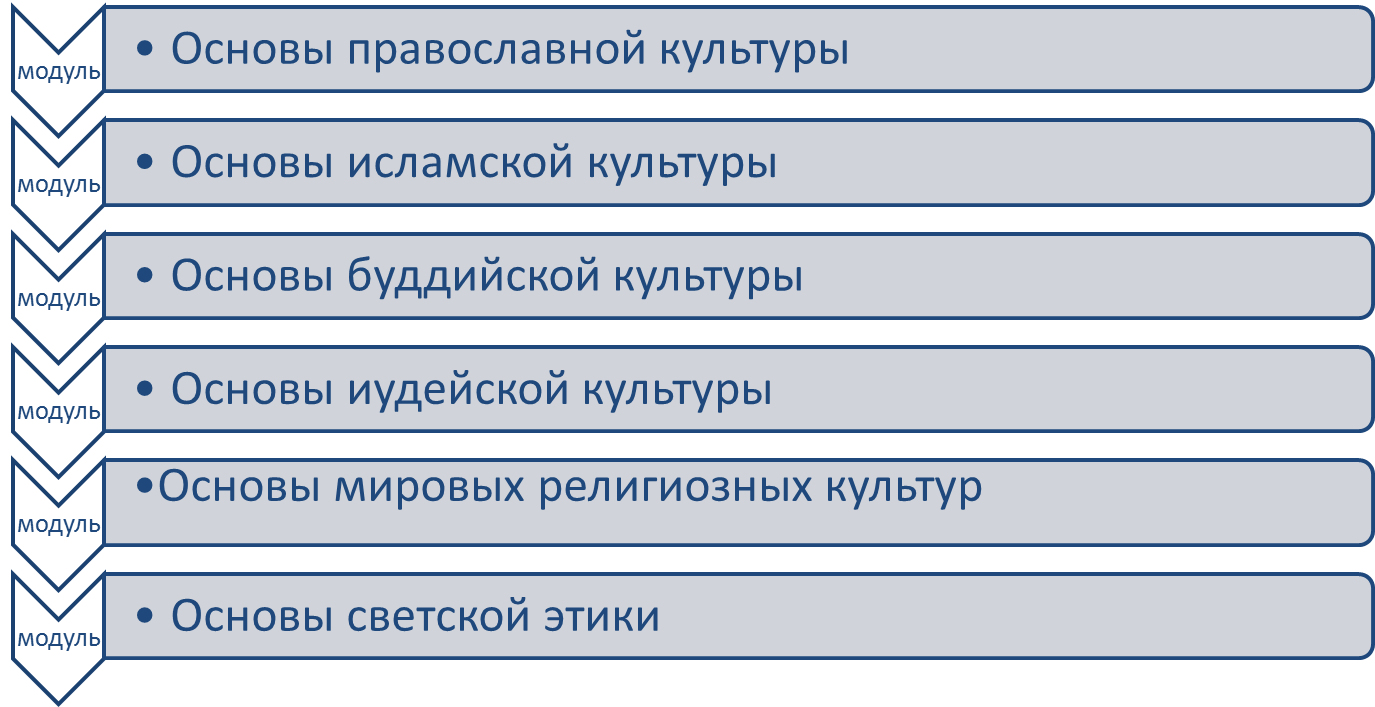 модуль
• Основы православной культуры
модуль
• Основы исламской культуры
модуль
• Основы буддийской культуры
модуль
• Основы иудейской культуры
модуль
•Основы мировых религиозных культур
модуль
• Основы светской этики